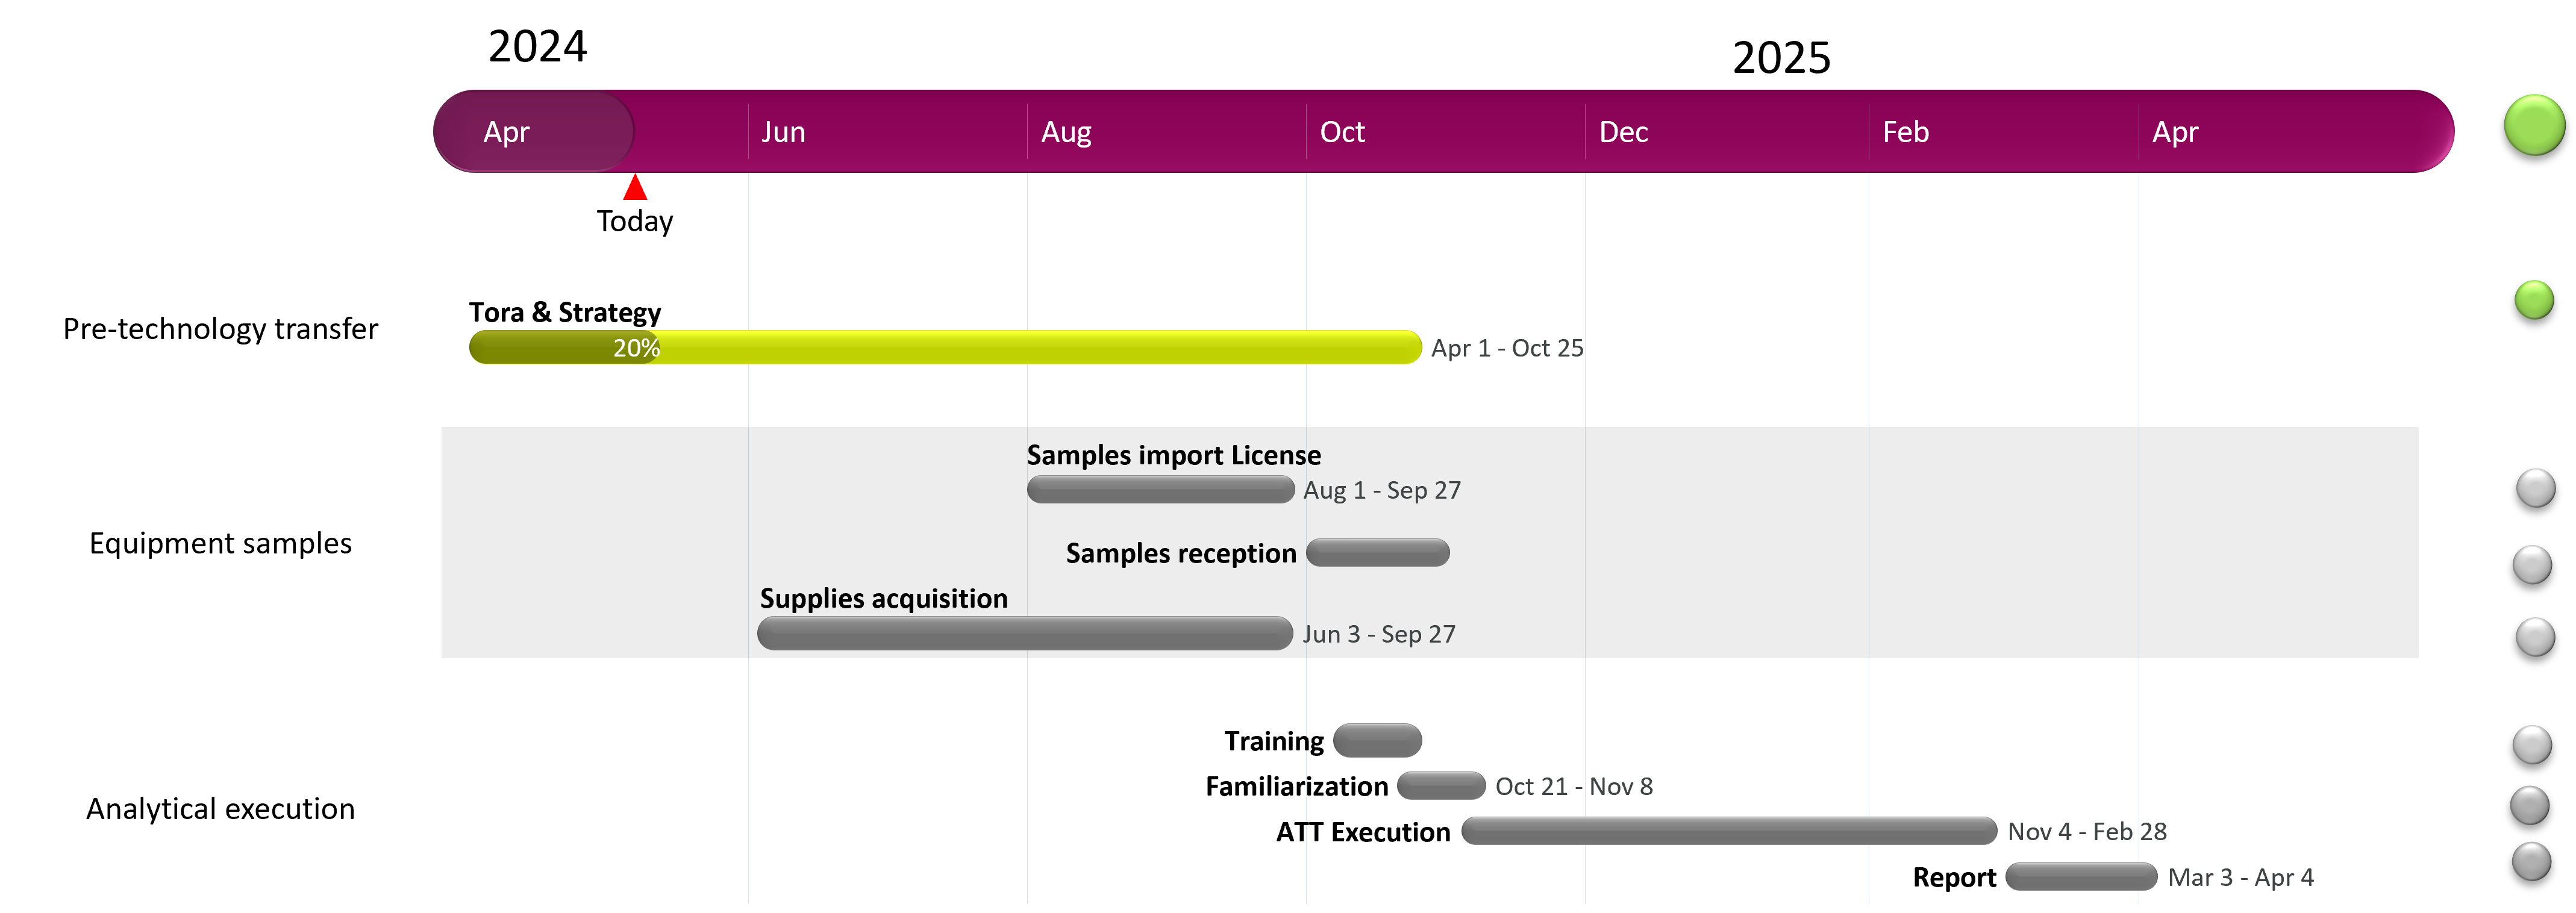 2024
2025
Apr Jun Aug Oct Dec Feb Apr
Today
Tora & Strategy
Pre-technology transfer
20%
Apr 1 - Oct 25
Samples import License
Aug 1 - Sep 27
Equipment samples
Samples reception
Supplies acquisition
Jun 3 - Sep 27
Training
Familiarization
Oct 21 - Nov 8
Analytical execution
ATT Execution
Nov 4 - Feb 28
Report
Mar 3 - Apr 4